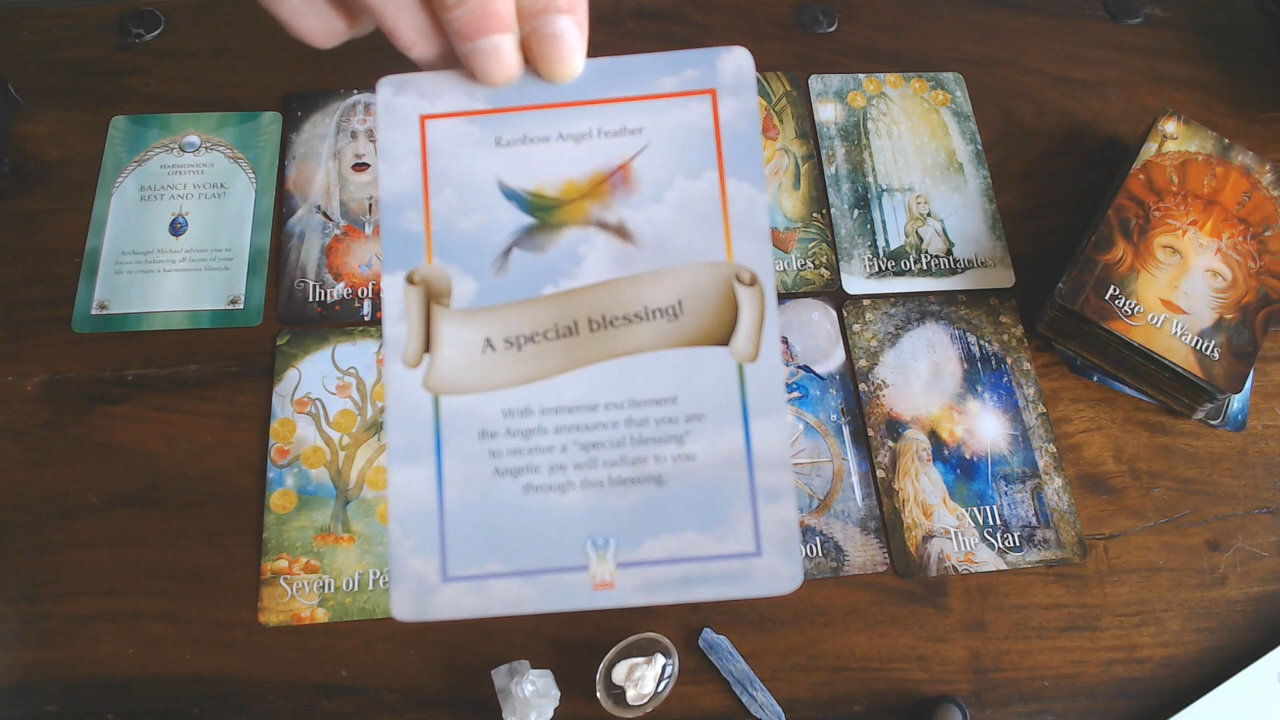 Rainbow Angel Feather
A special blessing!
With immense excitement
the Angels announce that you are
to receive a "special blessing"
Angelic joy will radiate to you
through this blessing.
HARMONIOUS
LIFESTYLE
BALANCE WORK,
REST AND PLAY!
Archangel Michael advises you to
focus on balancing all facets of your
life to create a harmonious lifestyle.
Three of
acles
Five of Pentacles
Page of Wands
Seven of Pe
ool
XVII
The Star